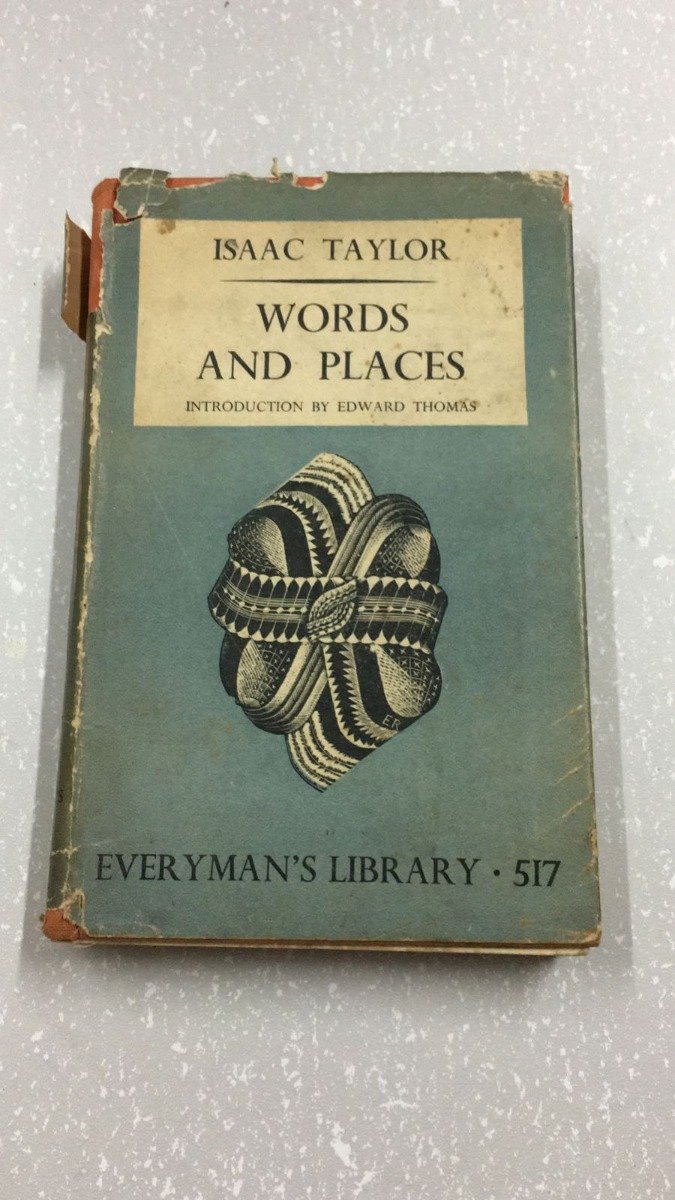 ISAAC TAYLOR
WORDS
AND PLACES
INTRODUCTION BY EDWARD THOMAS
ER
EVERYMAN'S LIBRARY · 517